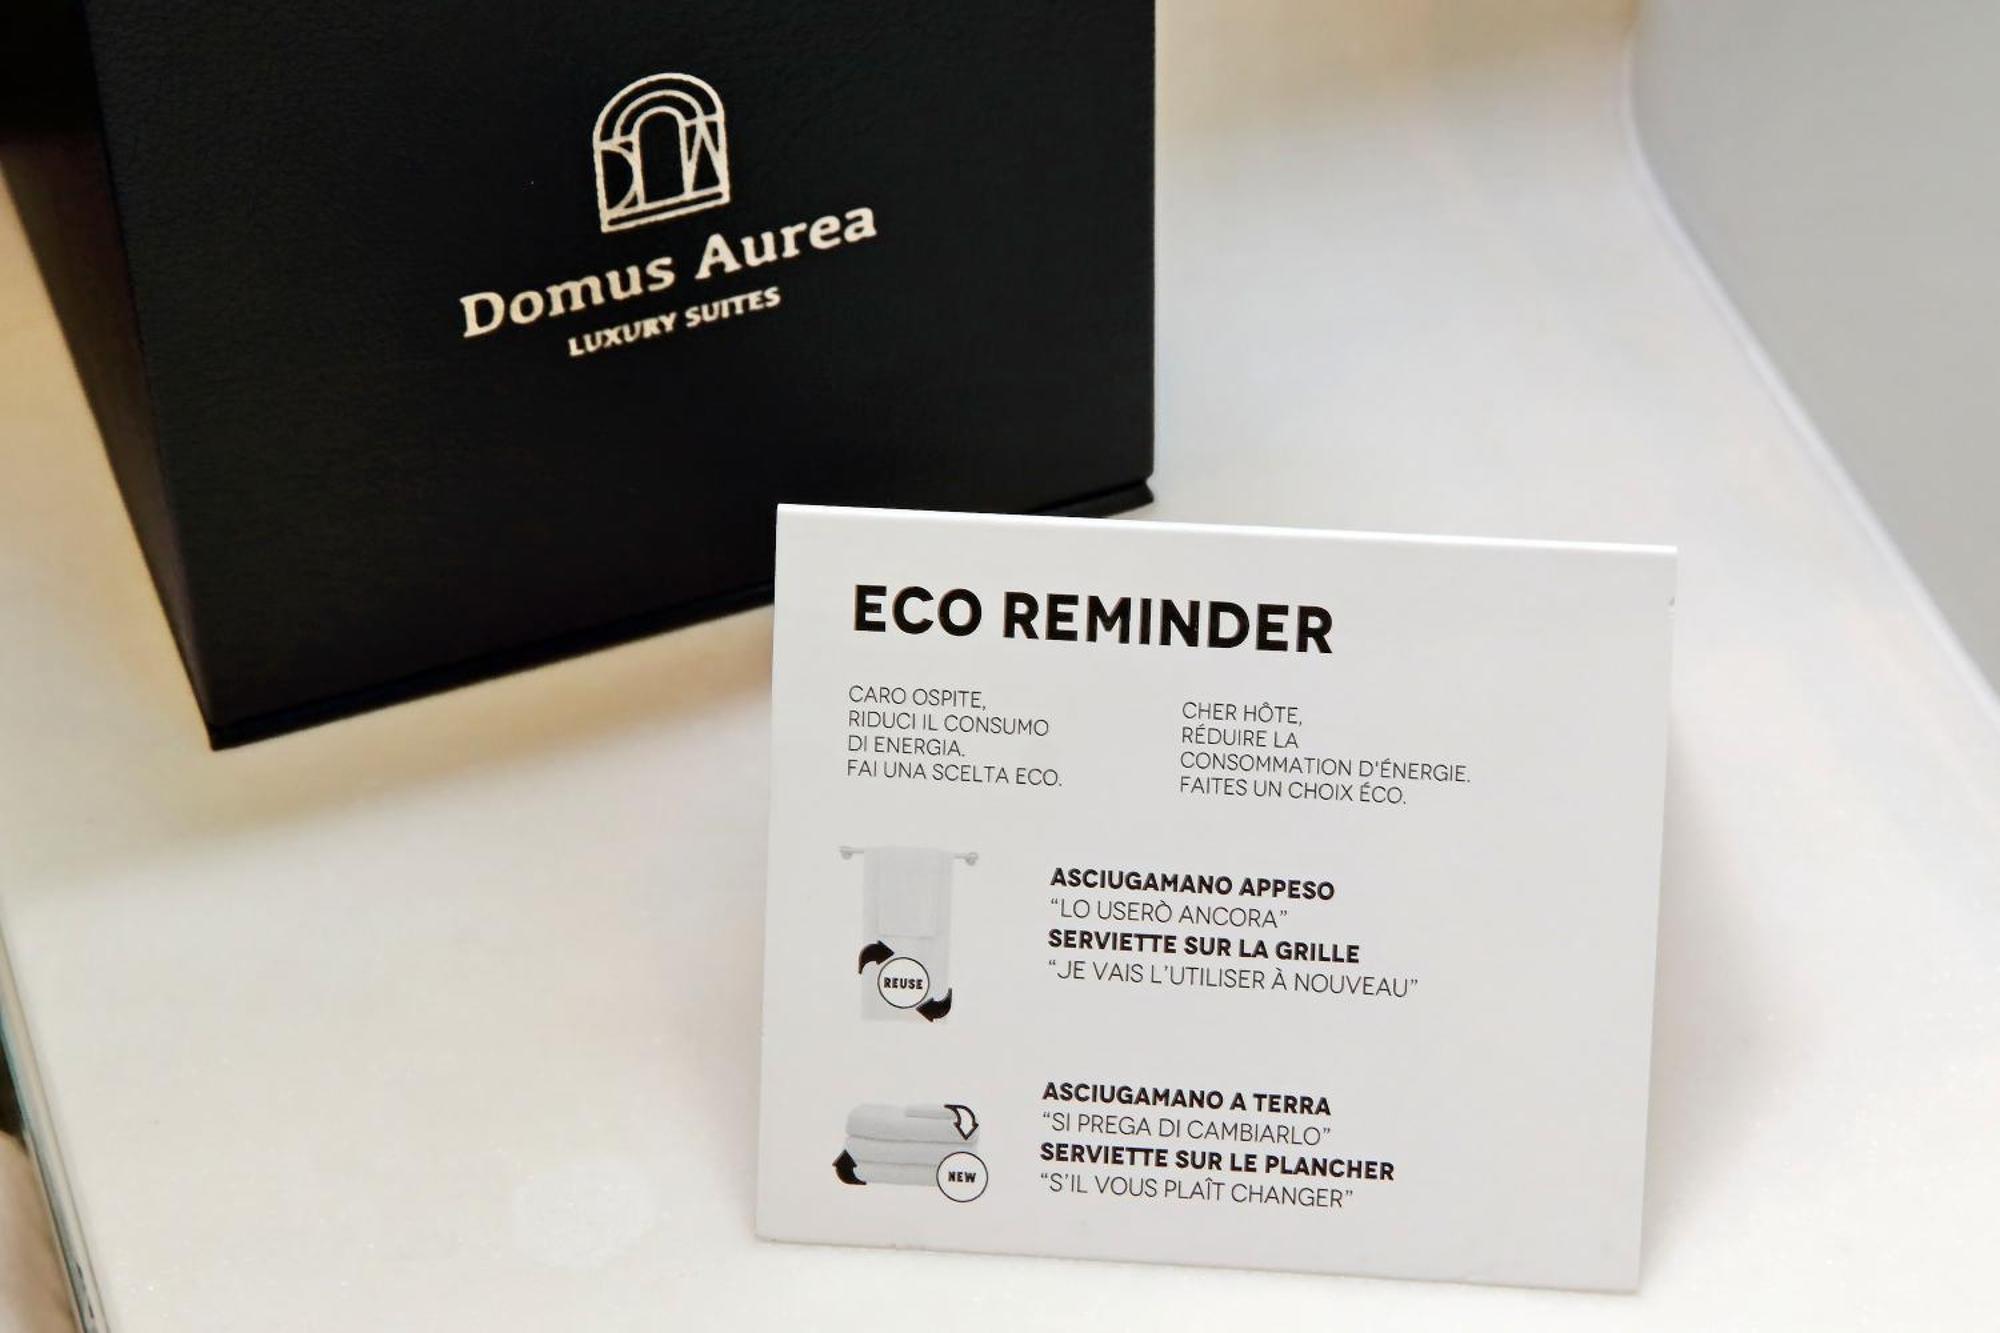 Domus Aurea
LUXURY SUITES
ECO REMINDER
CARO OSPITE,
RIDUCI IL CONSUMO
DI ENERGIA.
FAI UNA SCELTA ECO.
CHER HÔTE,
RÉDUIRE LA
CONSOMMATION D'ÉNERGIE.
FAITES UN CHOIX ÉCO.
REUSE
ASCIUGAMANO APPESO
“LO USERÒ ANCORA”
SERVIETTE SUR LA GRILLE
“JE VAIS L’UTILISER À NOUVEAU”
NEW
ASCIUGAMANO A TERRA
“SI PREGA DI CAMBIARLO”
SERVIETTE SUR LE PLANCHER
“S’IL VOUS PLAÎT CHANGER”